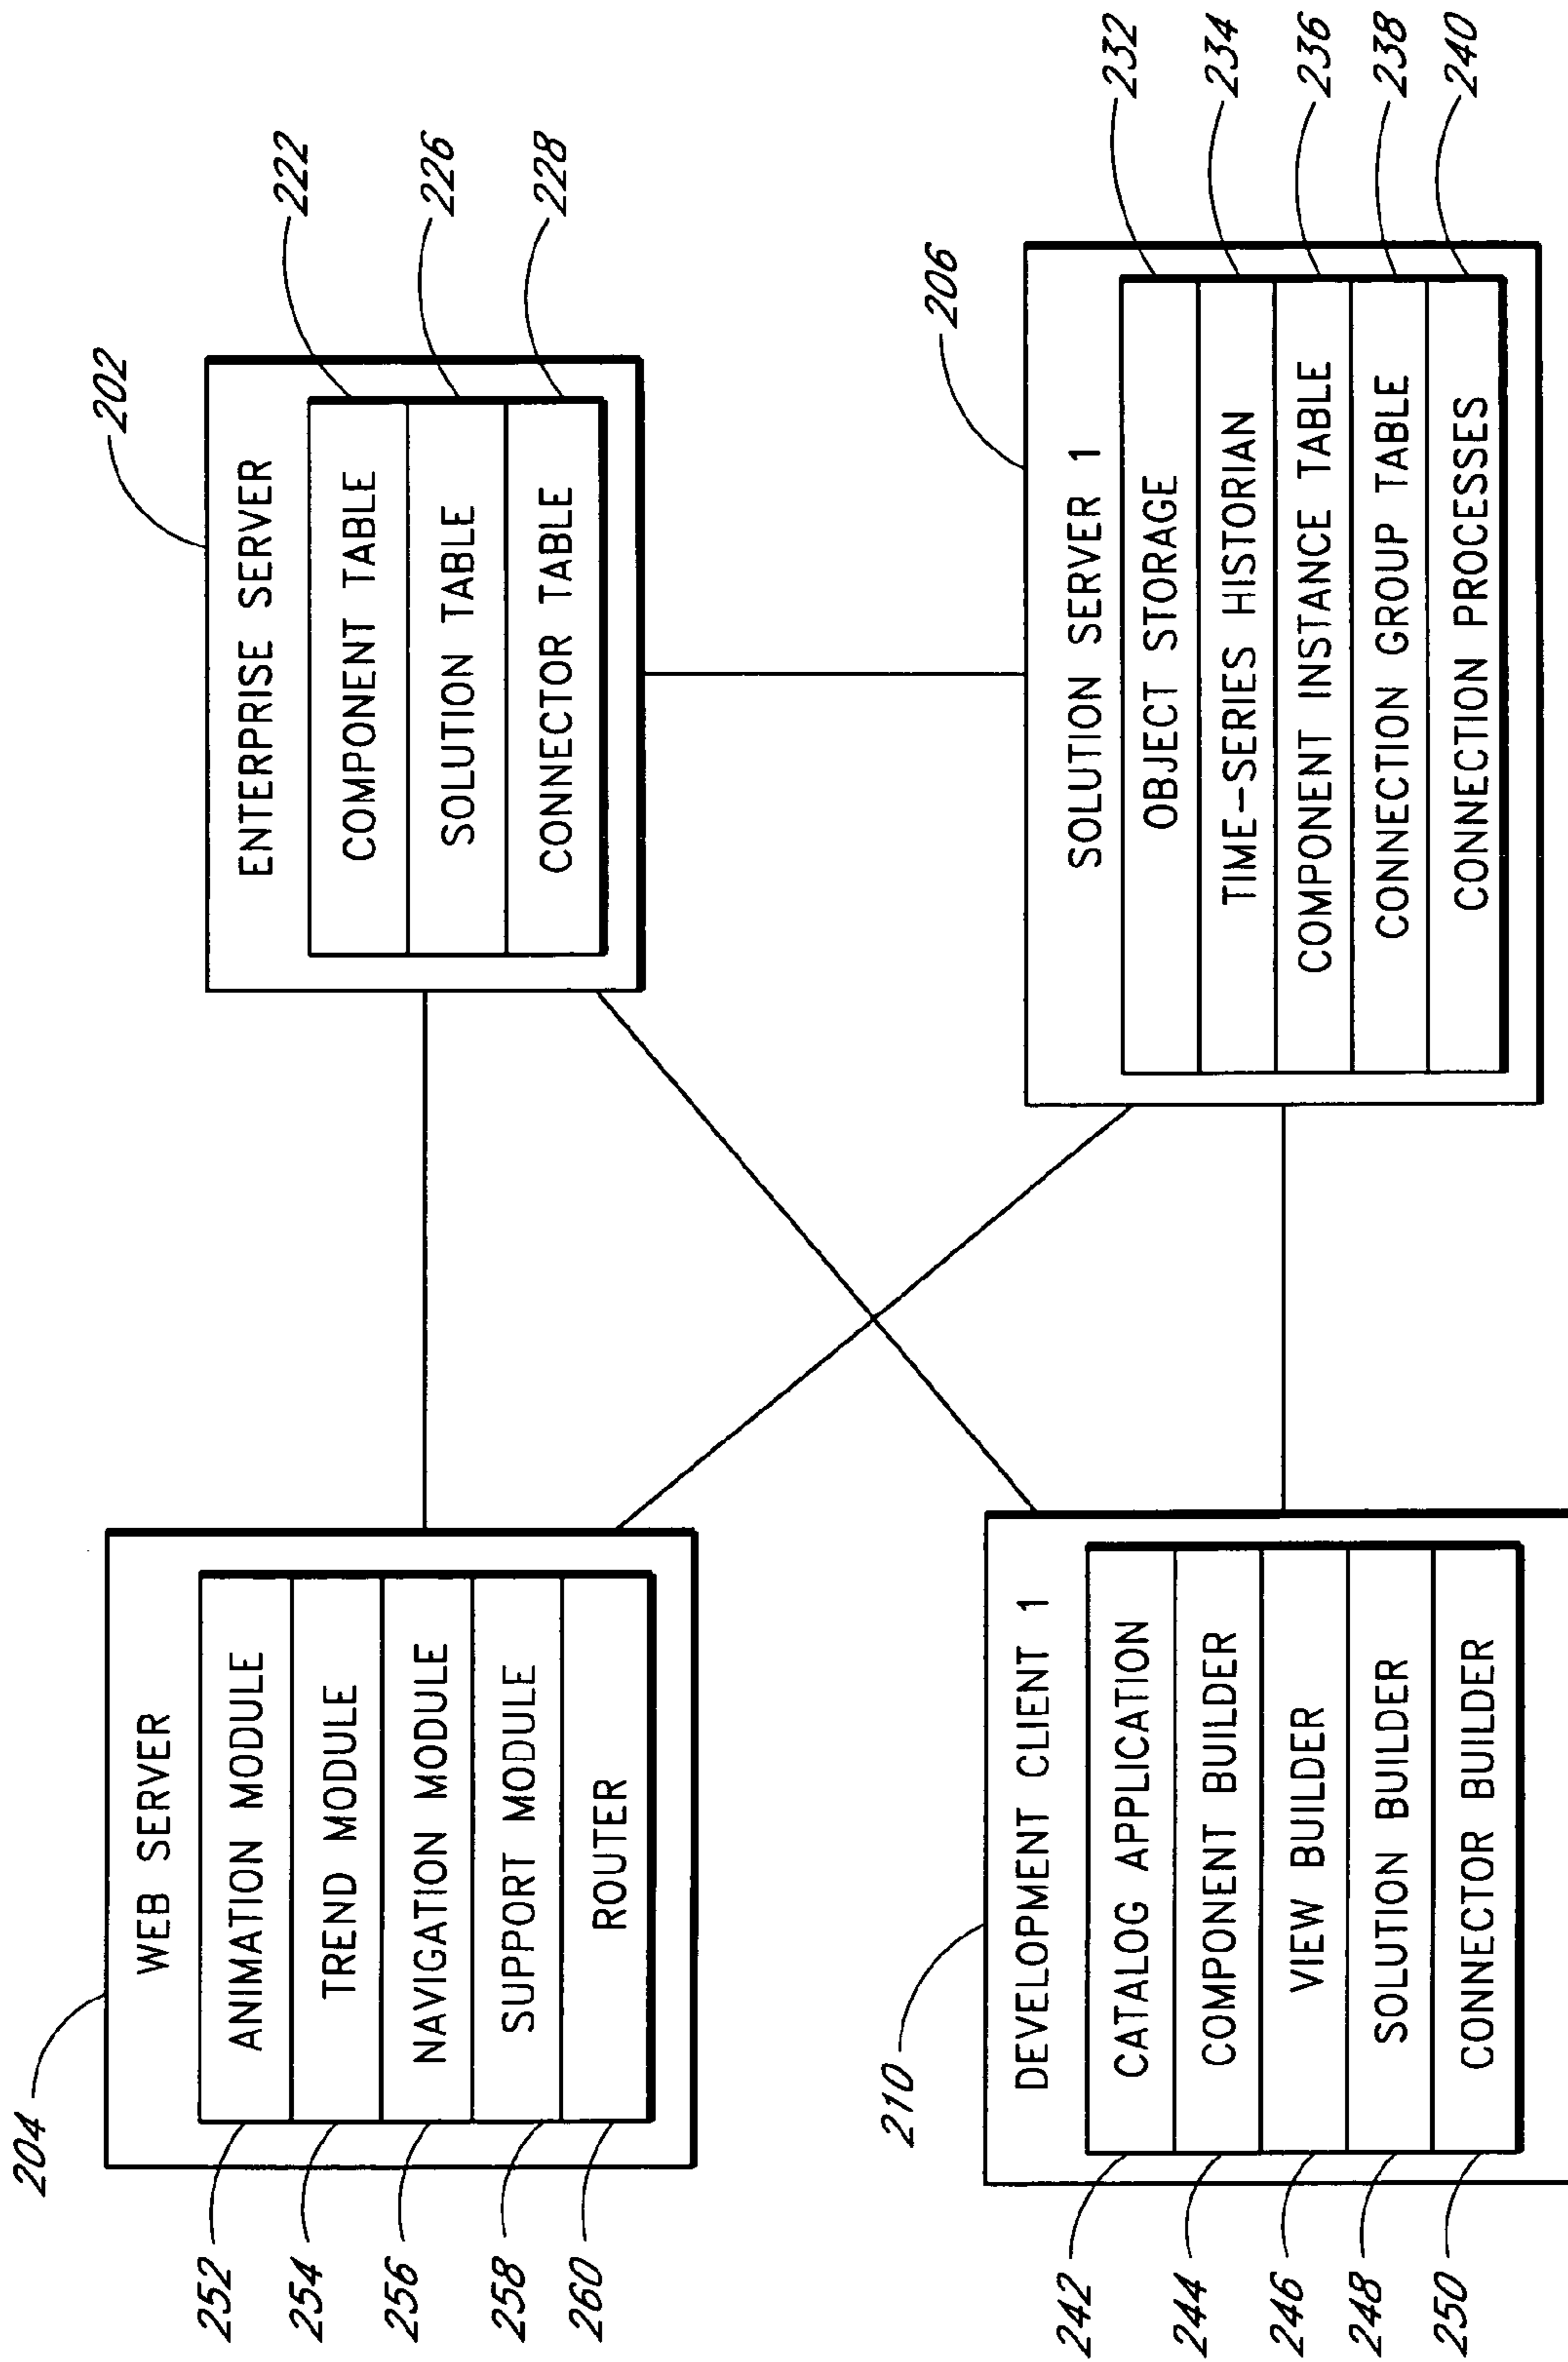 204
WEB SERVER
252
ANIMATION MODULE
254
TREND MODULE
256
NAVIGATION MODULE
258
SUPPORT MODULE
260
ROUTER
202
ENTERPRISE SERVER
COMPONENT TABLE
222
SOLUTION TABLE
226
CONNECTOR TABLE
228
210
DEVELOPMENT CLIENT 1
242
CATALOG APPLICATION
244
COMPONENT BUILDER
246
VIEW BUILDER
248
SOLUTION BUILDER
250
CONNECTOR BUILDER
206
SOLUTION SERVER 1
OBJECT STORAGE
232
TIME-SERIES HISTORIAN
234
COMPONENT INSTANCE TABLE
236
CONNECTION GROUP TABLE
238
CONNECTION PROCESSES
240